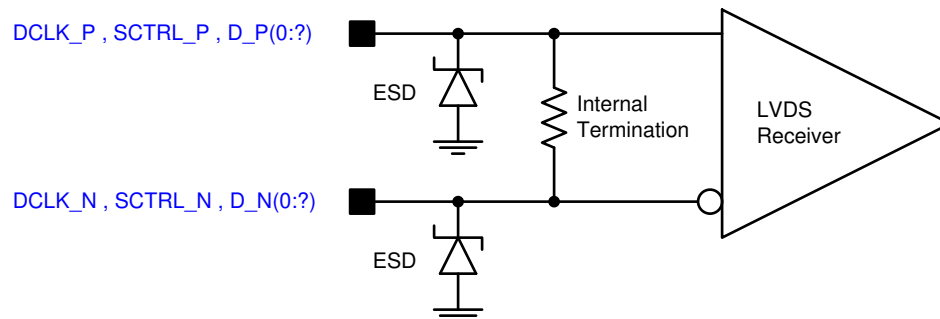 DCLK_P , SCTRL_P , D_P(0:?)
ESD
Internal
Termination
LVDS
Receiver
DCLK_N , SCTRL_N , D_N(0:?)
ESD